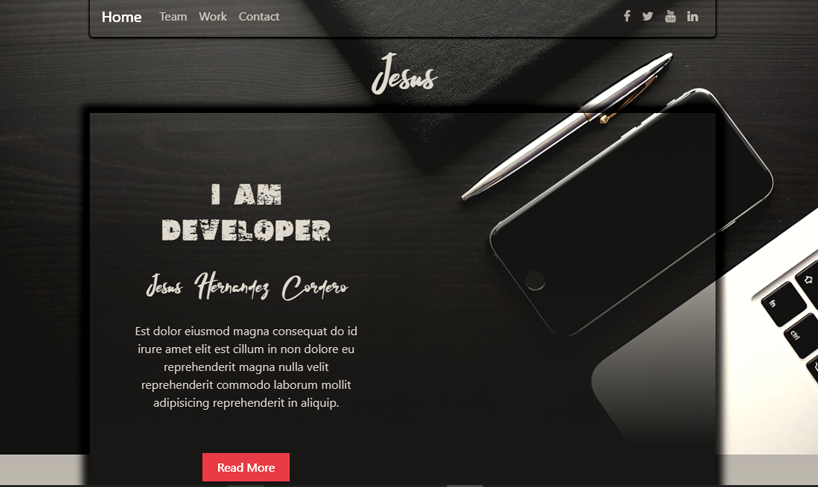 Home Team Work Contact
Jesus
I AM
DEVELOPER
Jesus Hernandez Cordero
Est dolor eiusmod magna consequat do id
irure amet elit est cillum in non dolore eu
reprehenderit magna nulla velit
reprehenderit commodo laborum mollit
adipisicing reprehenderit in aliquip.
Read More
fn
ctrl